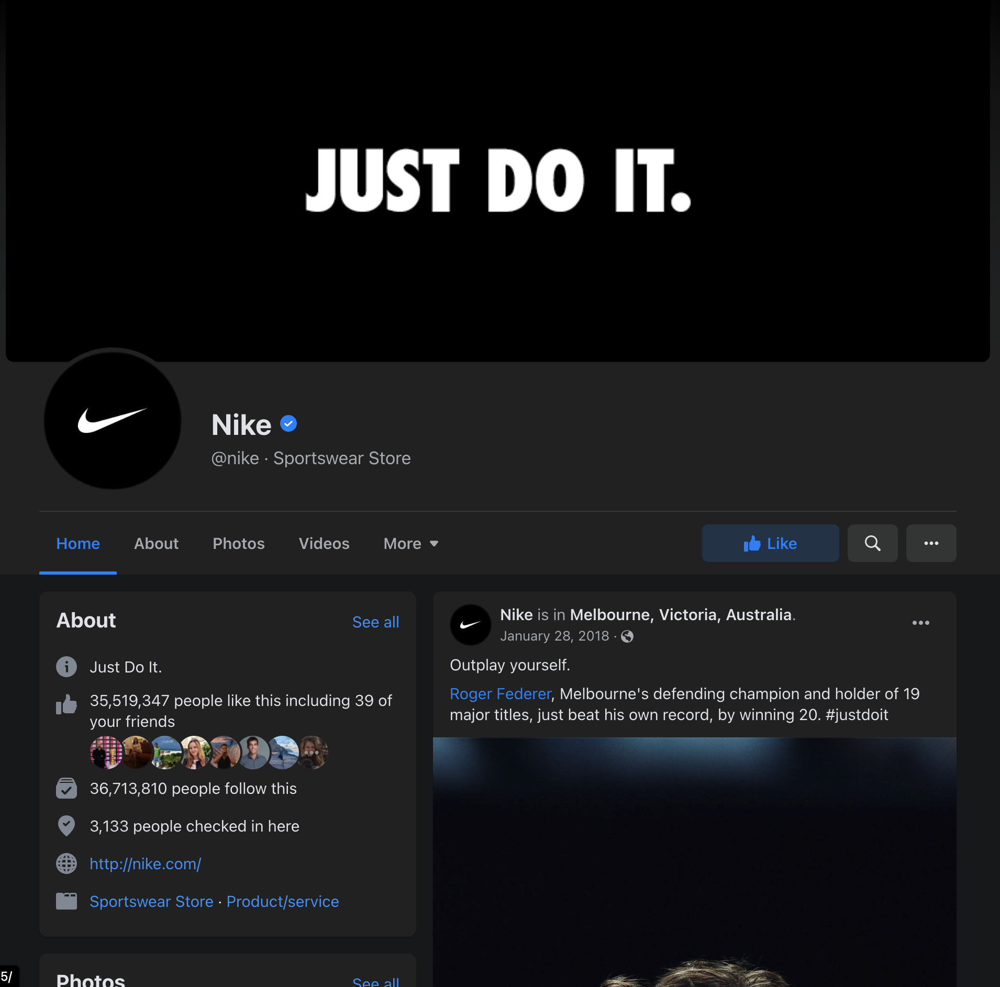 JUST DO IT.
Nike
@nike · Sportswear Store
Home
About
Photos
Videos
More
Like
About
See all
Just Do It.
35,519,347 people like this including 39 of
your friends
36,713,810 people follow this
3,133 people checked in here
http://nike.com/
Sportswear Store · Product/service
Photos
See all
Nike is in Melbourne, Victoria, Australia.
January 28, 2018 ·
Outplay yourself.
Roger Federer, Melbourne's defending champion and holder of 19
major titles, just beat his own record, by winning 20. #justdoit
5/